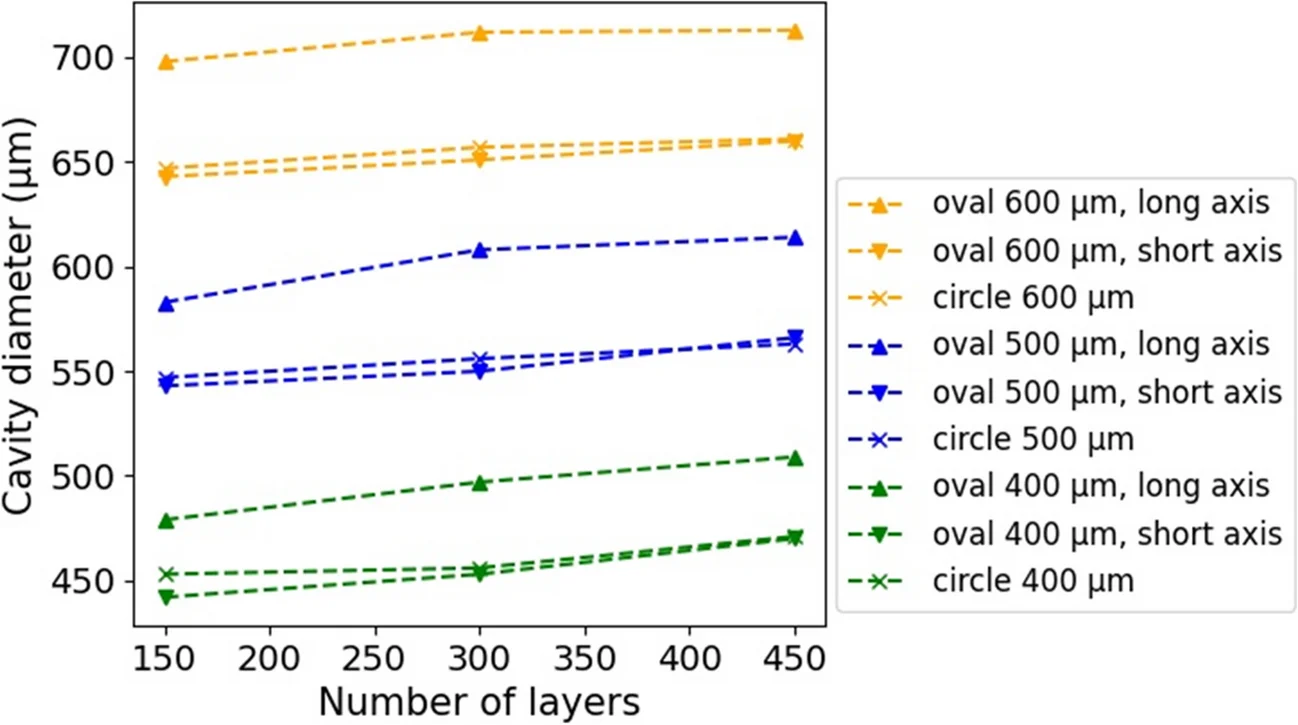 Cavity diameter (µm)
700
650
600
550
500
450
150 200 250 300 350 400 450
Number of layers
oval 600 µm, long axis
oval 600 µm, short axis
circle 600 µm
oval 500 µm, long axis
oval 500 µm, short axis
circle 500 µm
oval 400 µm, long axis
oval 400 µm, short axis
circle 400 µm